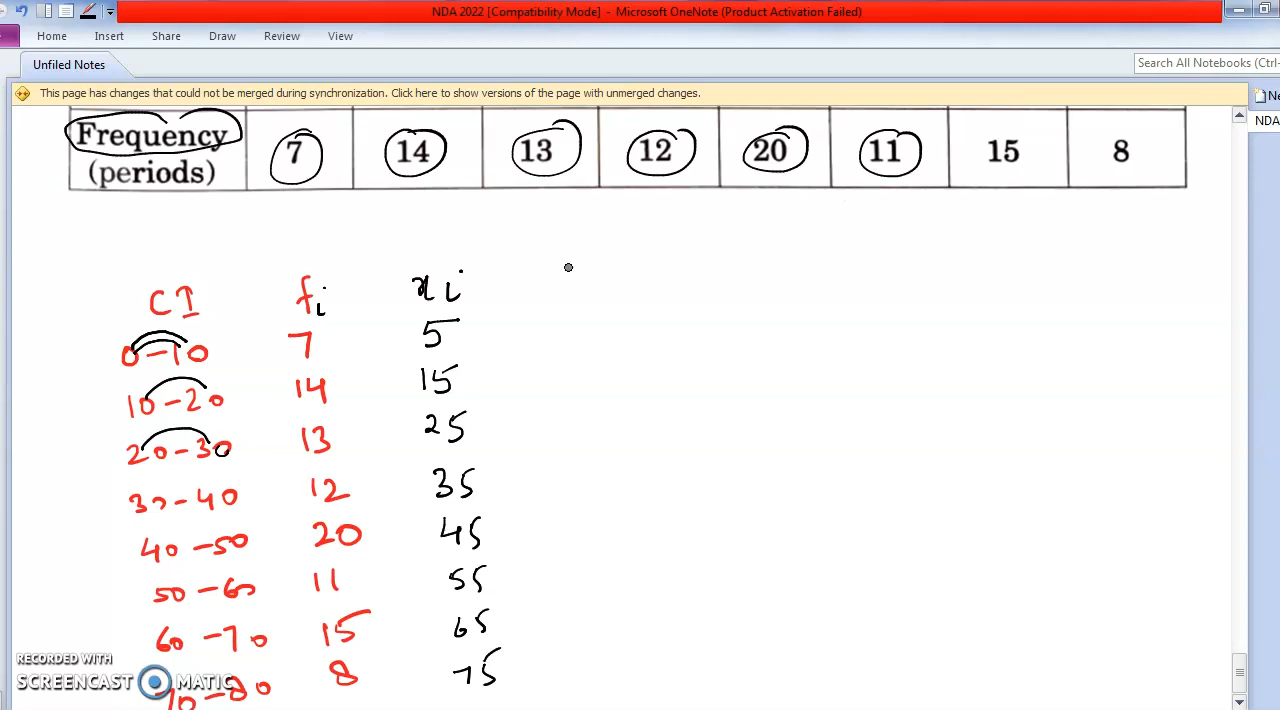 NDA 2022 [Compatibility Mode] - Microsoft OneNote (Product Activation Failed)
Home Insert Share Draw Review View
Unfiled Notes
Search All Notebooks (Ctrl+
This page has changes that could not be merged during synchronization. Click here to show versions of the page with unmerged changes.
Ne
NDA
Frequency (periods) 7 14 13 12 20 11 15 8
CI fi xi
0-10 7 5
10-20 14 15
20-30 13 25
30-40 12 35
40-50 20 45
50-60 11 55
60-70 15 65
70-80 8 75
RECORDED WITH
SCREENCAST MATIC